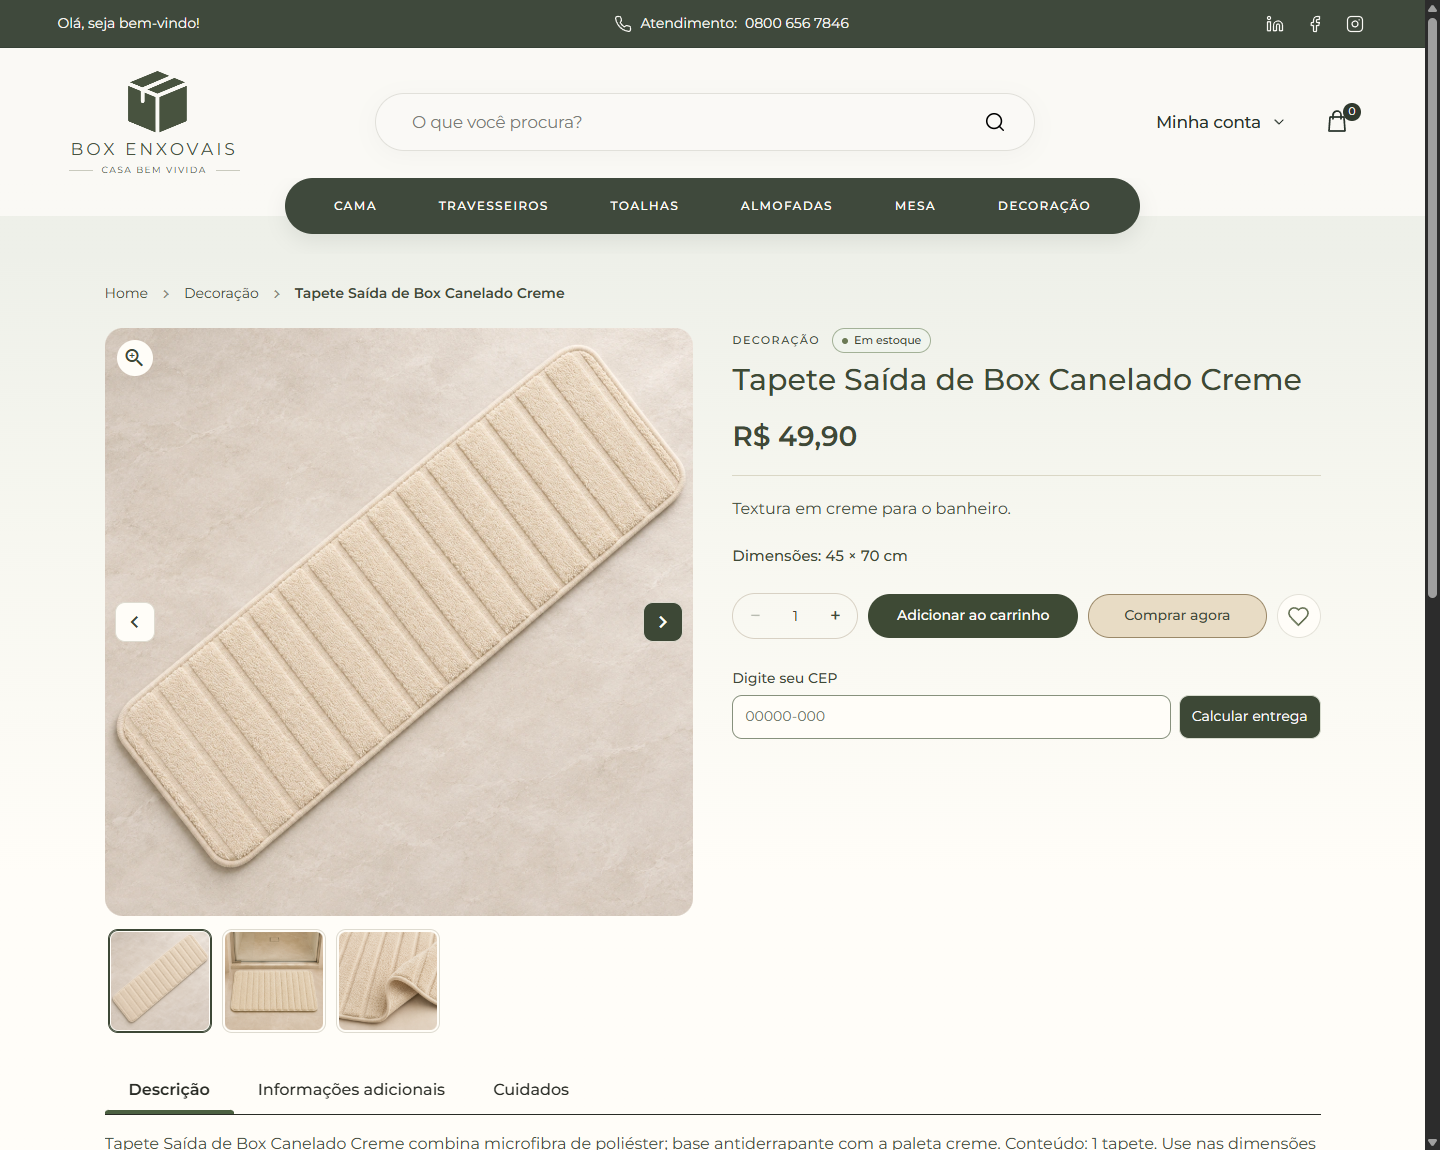 Olá, seja bem-vindo!
Atendimento: 0800 656 7846
BOX ENXOVAIS
CASA BEM VIVIDA
O que você procura?
Minha conta
0
CAMA TRAVESSEIROS TOALHAS ALMOFADAS MESA DECORAÇÃO
Home Decoração Tapete Saída de Box Canelado Creme
DECORAÇÃO Em estoque
Tapete Saída de Box Canelado Creme
R$ 49,90
Textura em creme para o banheiro.
Dimensões: 45 × 70 cm
− 1 + Adicionar ao carrinho Comprar agora
Digite seu CEP
00000-000 Calcular entrega
Descrição Informações adicionais Cuidados
Tapete Saída de Box Canelado Creme combina microfibra de poliéster; base antiderrapante com a paleta creme. Conteúdo: 1 tapete. Use nas dimensões